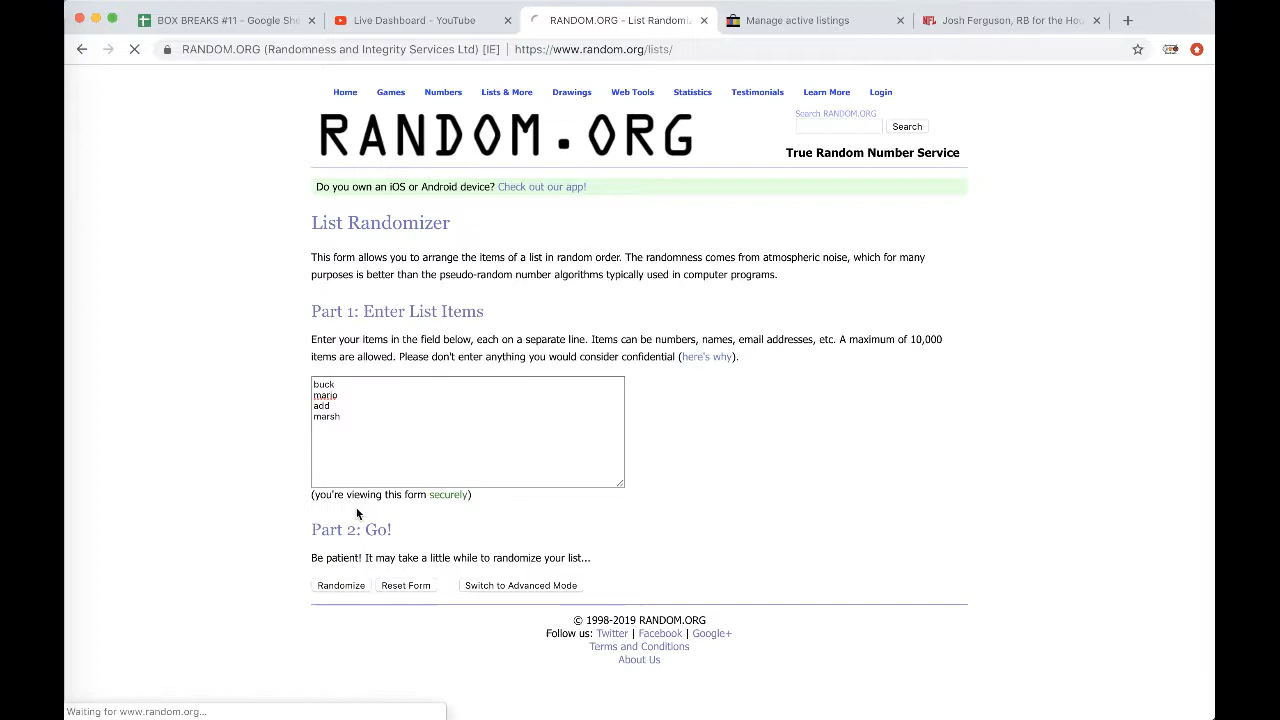 BOX BREAKS #11 - Google She
Live Dashboard - YouTube
RANDOM.ORG - List Randomiz
Manage active listings
NFL Josh Ferguson, RB for the Hou
RANDOM.ORG (Randomness and Integrity Services Ltd) [IE] https://www.random.org/lists/
Home Games Numbers Lists & More Drawings Web Tools Statistics Testimonials Learn More Login
RANDOM.ORG
Search RANDOM.ORG
Search
True Random Number Service
Do you own an iOS or Android device? Check out our app!
List Randomizer
This form allows you to arrange the items of a list in random order. The randomness comes from atmospheric noise, which for many
purposes is better than the pseudo-random number algorithms typically used in computer programs.
Part 1: Enter List Items
Enter your items in the field below, each on a separate line. Items can be numbers, names, email addresses, etc. A maximum of 10,000
items are allowed. Please don't enter anything you would consider confidential (here's why).
buck
mario
add
marsh
(you're viewing this form securely)
Part 2: Go!
Be patient! It may take a little while to randomize your list...
Randomize Reset Form Switch to Advanced Mode
© 1998-2019 RANDOM.ORG
Follow us: Twitter | Facebook | Google+
Terms and Conditions
About Us
Waiting for www.random.org...